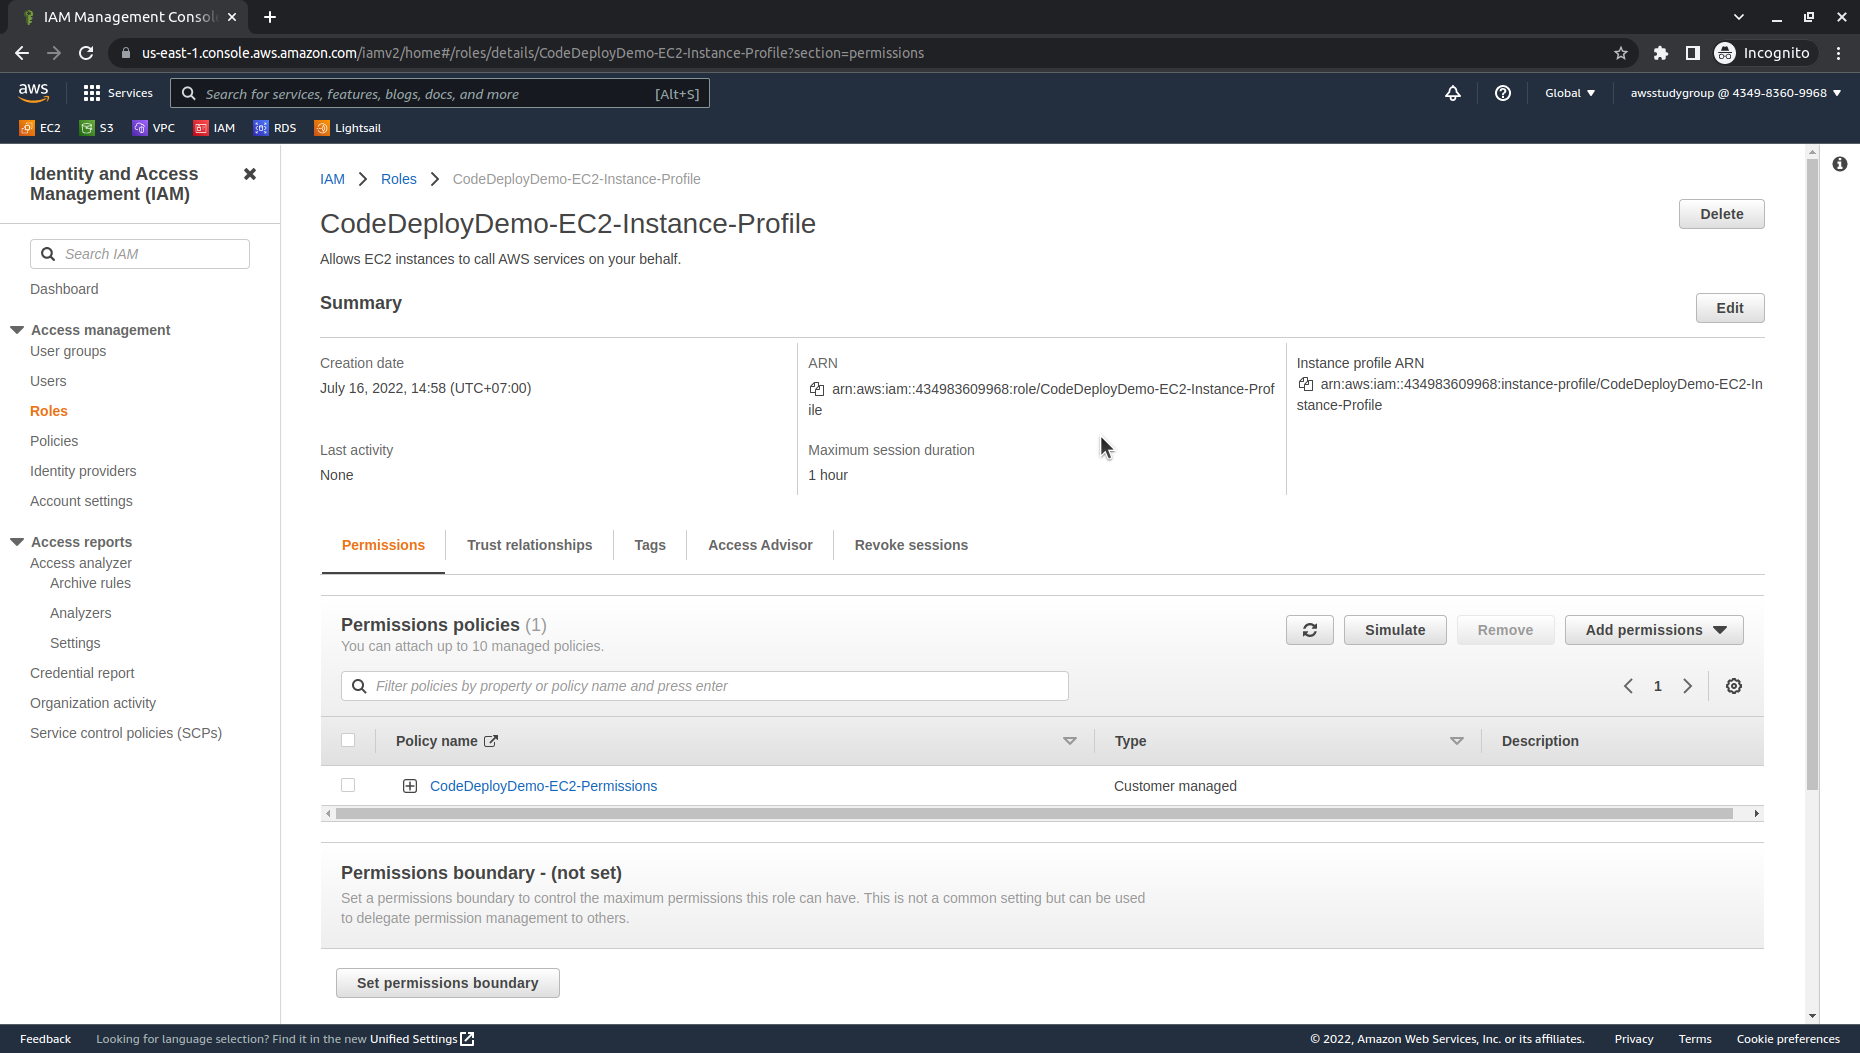 IAM Management Consol
us-east-1.console.aws.amazon.com/iamv2/home#/roles/details/CodeDeployDemo-EC2-Instance-Profile?section=permissions
Incognito
aws
Services
Search for services, features, blogs, docs, and more
[Alt+S]
Global
awsstudygroup @ 4349-8360-9968
EC2
S3
VPC
IAM
RDS
Lightsail
Identity and Access
Management (IAM)
Search IAM
Dashboard
Access management
User groups
Users
Roles
Policies
Identity providers
Account settings
Access reports
Access analyzer
Archive rules
Analyzers
Settings
Credential report
Organization activity
Service control policies (SCPs)
IAM
Roles
CodeDeployDemo-EC2-Instance-Profile
CodeDeployDemo-EC2-Instance-Profile
Delete
Allows EC2 instances to call AWS services on your behalf.
Summary
Edit
Creation date
July 16, 2022, 14:58 (UTC+07:00)
ARN
arn:aws:iam::434983609968:role/CodeDeployDemo-EC2-Instance-Prof
ile
Instance profile ARN
arn:aws:iam::434983609968:instance-profile/CodeDeployDemo-EC2-In
stance-Profile
Last activity
None
Maximum session duration
1 hour
Permissions
Trust relationships
Tags
Access Advisor
Revoke sessions
Permissions policies (1)
You can attach up to 10 managed policies.
Simulate
Remove
Add permissions
Filter policies by property or policy name and press enter
1
Policy name
Type
Description
CodeDeployDemo-EC2-Permissions
Customer managed
Permissions boundary - (not set)
Set a permissions boundary to control the maximum permissions this role can have. This is not a common setting but can be used
to delegate permission management to others.
Set permissions boundary
Feedback
Looking for language selection? Find it in the new Unified Settings
© 2022, Amazon Web Services, Inc. or its affiliates.
Privacy
Terms
Cookie preferences